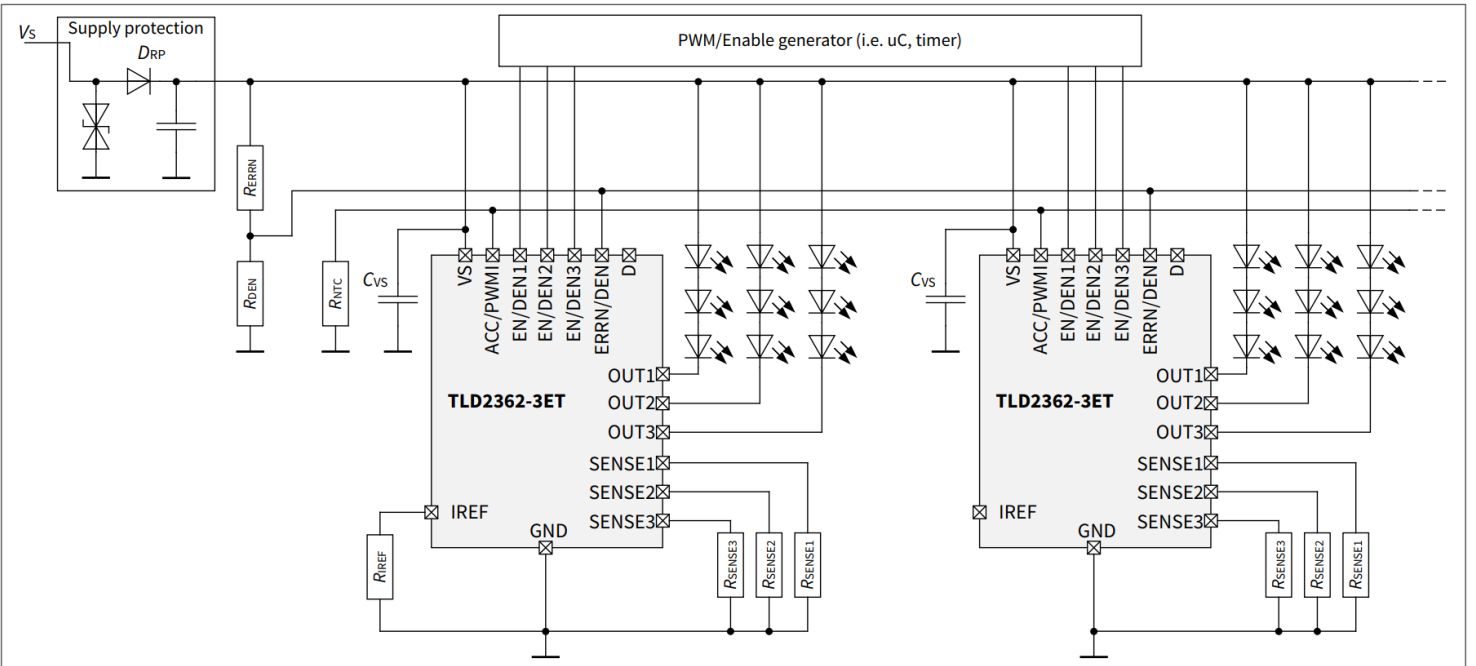 VS
Supply protection
DRP
PWM/Enable generator (i.e. uC, timer)
RERRN
RDEN
RNTC
CVS
VS
ACC/PWMI
EN/DEN1
EN/DEN2
EN/DEN3
ERRN/DEN
D
OUT1
TLD2362-3ET
OUT2
OUT3
SENSE1
SENSE2
IREF
SENSE3
GND
RIREF
RSENSE3
RSENSE2
RSENSE1
CVS
VS
ACC/PWMI
EN/DEN1
EN/DEN2
EN/DEN3
ERRN/DEN
D
OUT1
TLD2362-3ET
OUT2
OUT3
SENSE1
SENSE2
IREF
SENSE3
GND
RSENSE3
RSENSE2
RSENSE1